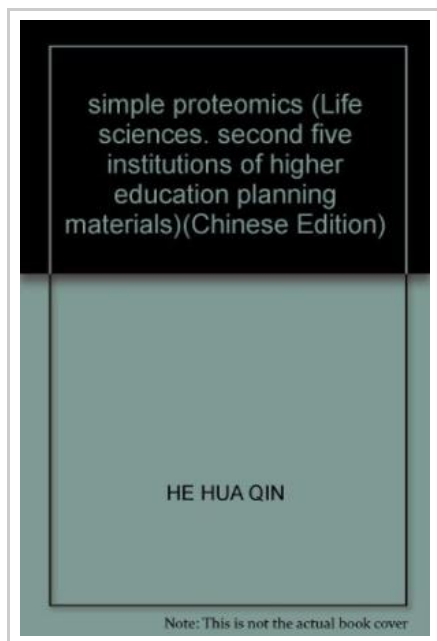 simple proteomics (Life
sciences. second five
institutions of higher
education planning
materials)(Chinese Edition)
HE HUA QIN
Note: This is not the actual book cover